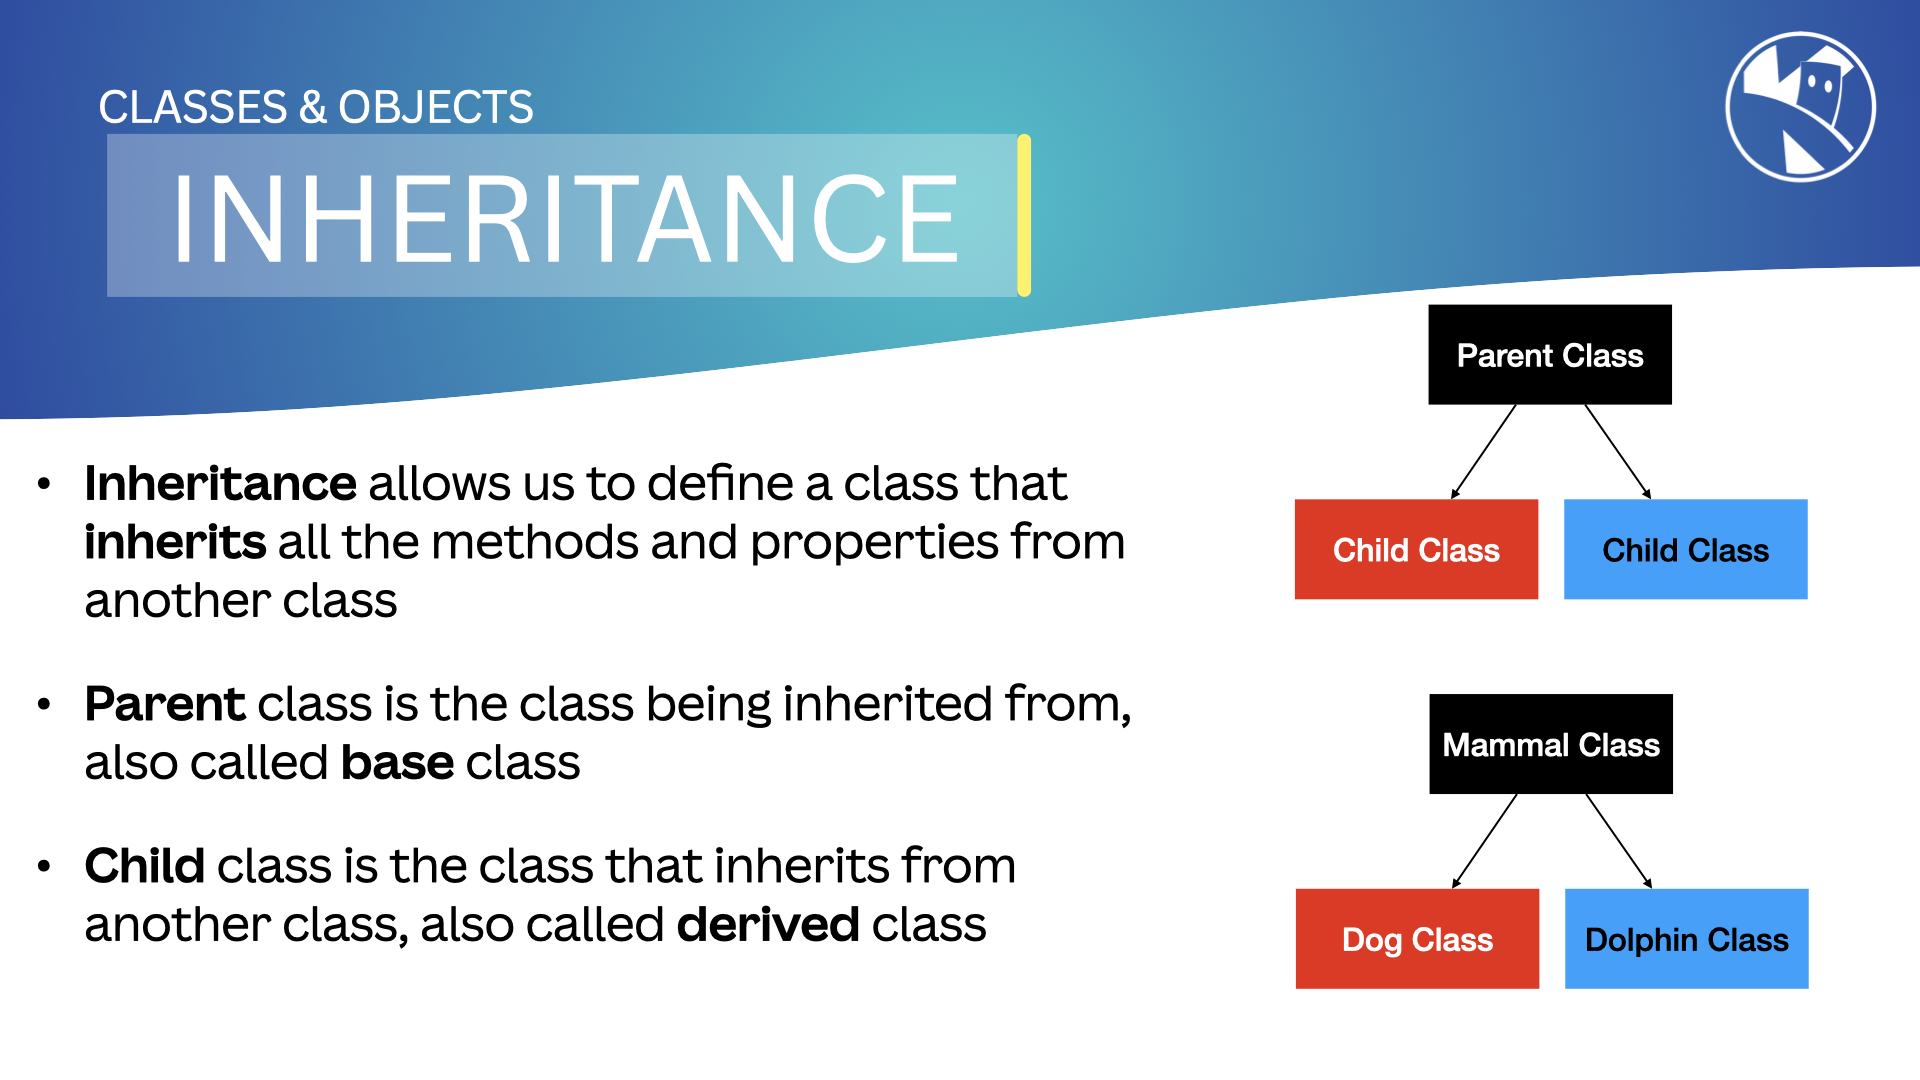 CLASSES & OBJECTS
INHERITANCE
• Inheritance allows us to define a class that
inherits all the methods and properties from
another class
• Parent class is the class being inherited from,
also called base class
• Child class is the class that inherits from
another class, also called derived class
Parent Class
Child Class
Child Class
Mammal Class
Dog Class
Dolphin Class